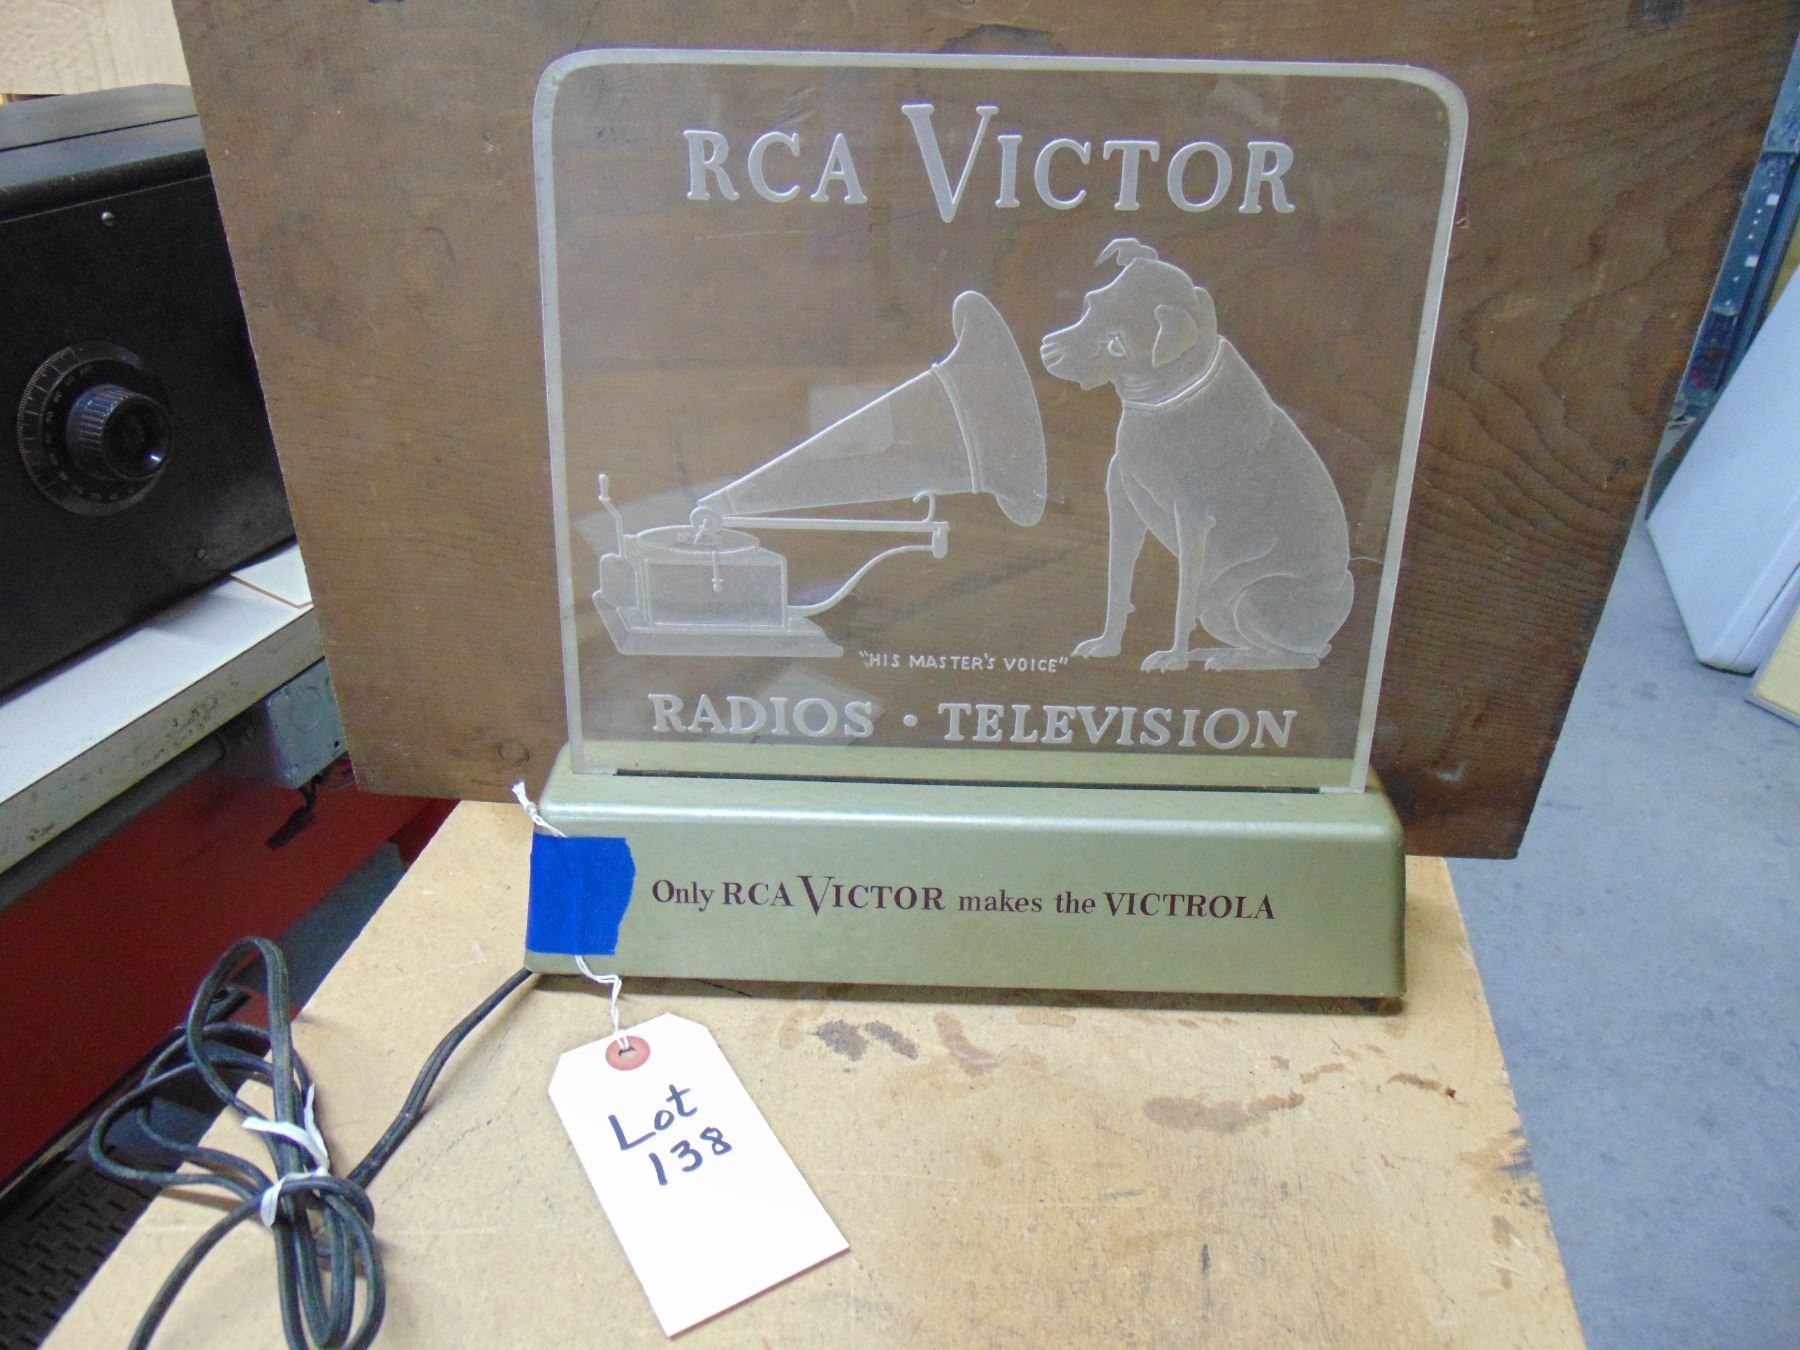 RCA VICTOR
"HIS MASTER'S VOICE"
RADIOS • TELEVISION
Only RCA VICTOR makes the VICTROLA
Lot
138